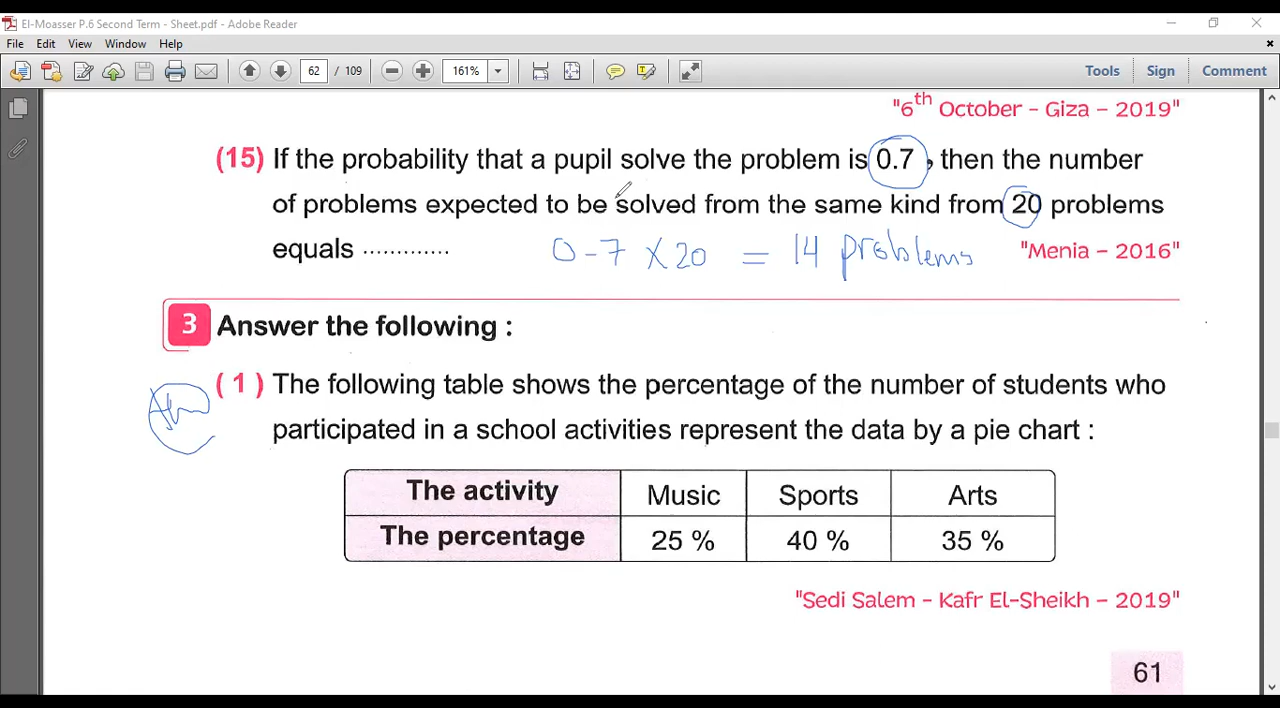 El-Moasser P.6 Second Term - Sheet.pdf - Adobe Reader
File Edit View Window Help
62 / 109 161% Tools Sign Comment
"6th October - Giza - 2019"
(15) If the probability that a pupil solve the problem is 0.7 , then the number
of problems expected to be solved from the same kind from 20 problems
equals ............ "Menia - 2016"
0-7 X 20 = 14 problems
3 Answer the following :
( 1 ) The following table shows the percentage of the number of students who
participated in a school activities represent the data by a pie chart :
The activity Music Sports Arts
The percentage 25 % 40 % 35 %
"Sedi Salem - Kafr El-Sheikh - 2019"
61